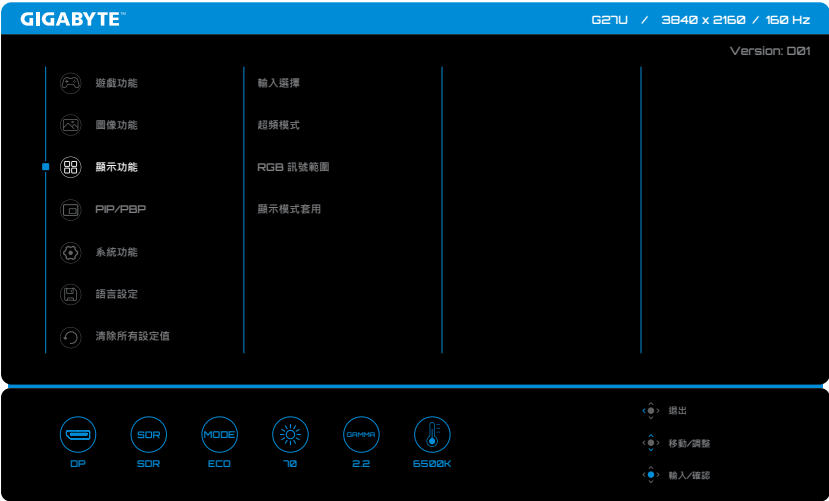 GIGABYTE™
G27U / 3840 x 2160 / 160 Hz
Version: D01
遊戲功能
圖像功能
顯示功能
PIP/PBP
系統功能
語言設定
清除所有設定值
輸入選擇
超頻模式
RGB 訊號範圍
顯示模式套用
DP
SDR
SDR
MODE
ECO
70
GAMMA
2.2
6500K
退出
移動/調整
輸入/確認